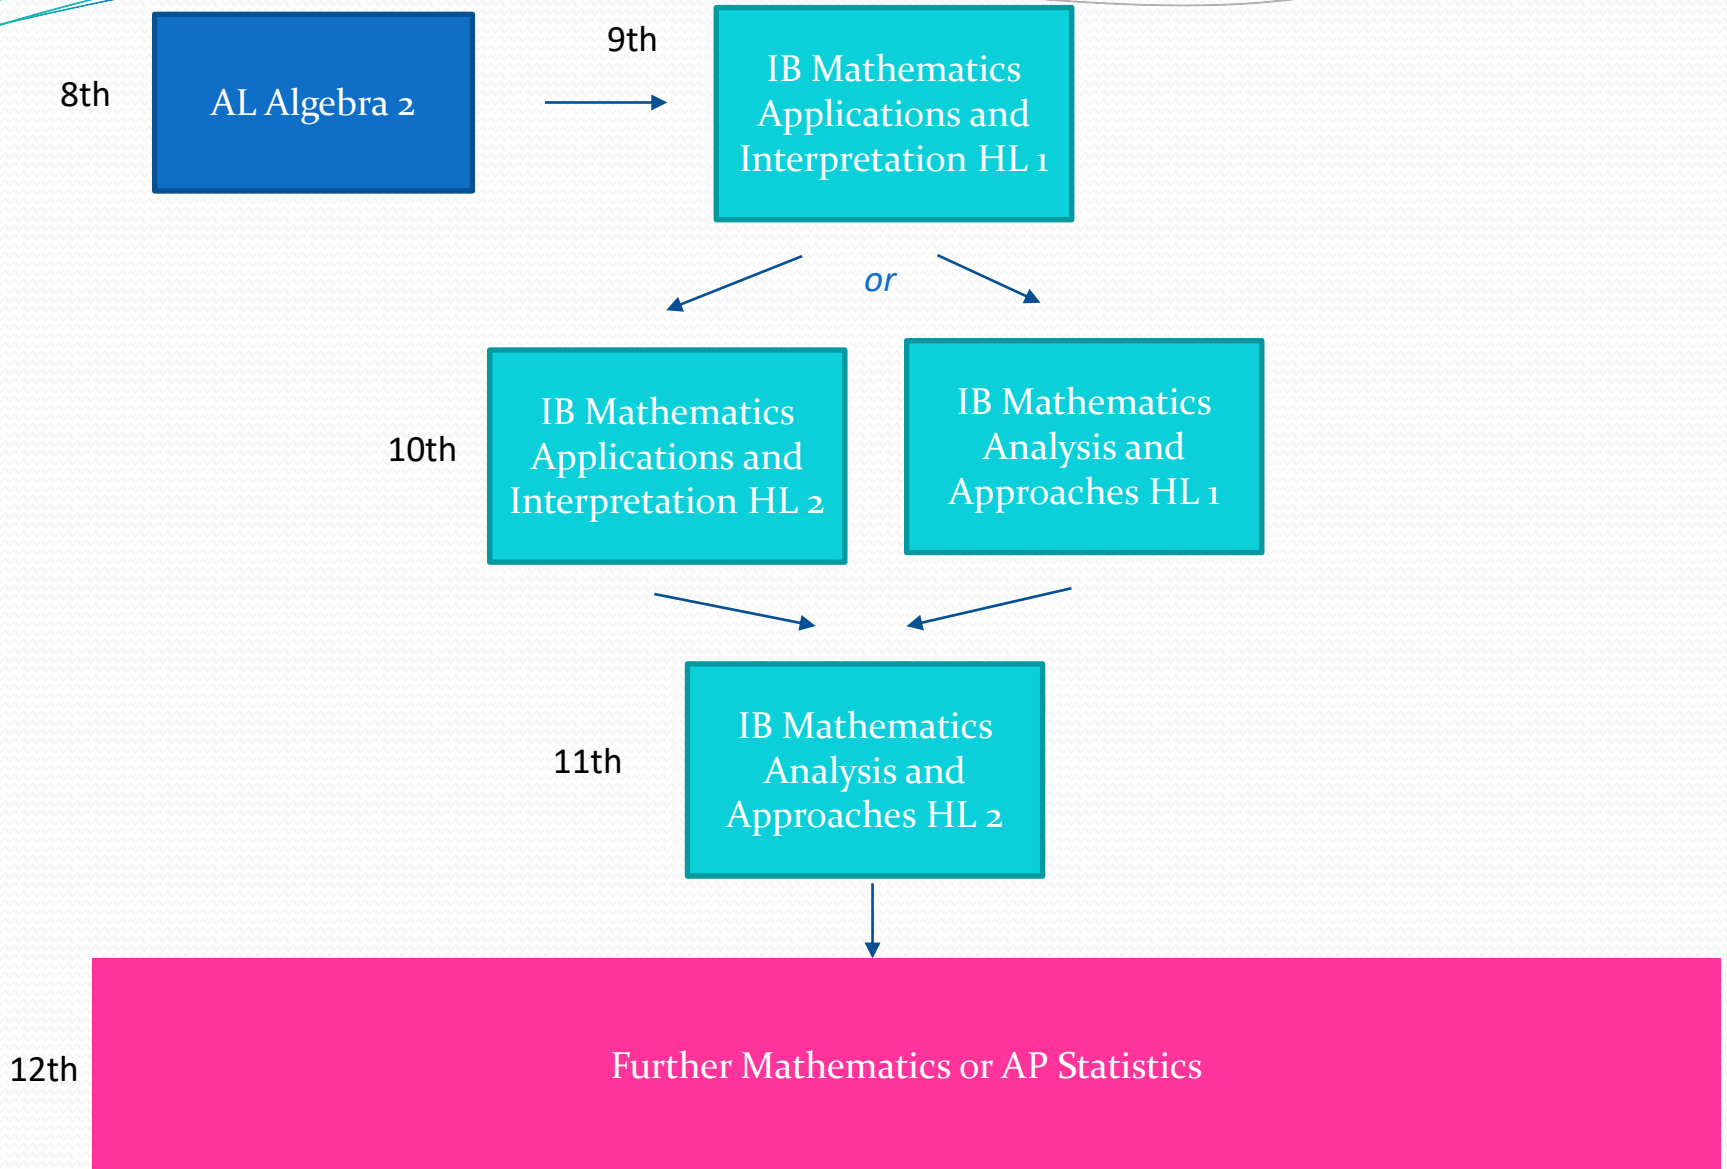 8th
AL Algebra 2
9th
IB Mathematics
Applications and
Interpretation HL 1
or
10th
IB Mathematics
Applications and
Interpretation HL 2
IB Mathematics
Analysis and
Approaches HL 1
11th
IB Mathematics
Analysis and
Approaches HL 2
12th
Further Mathematics or AP Statistics